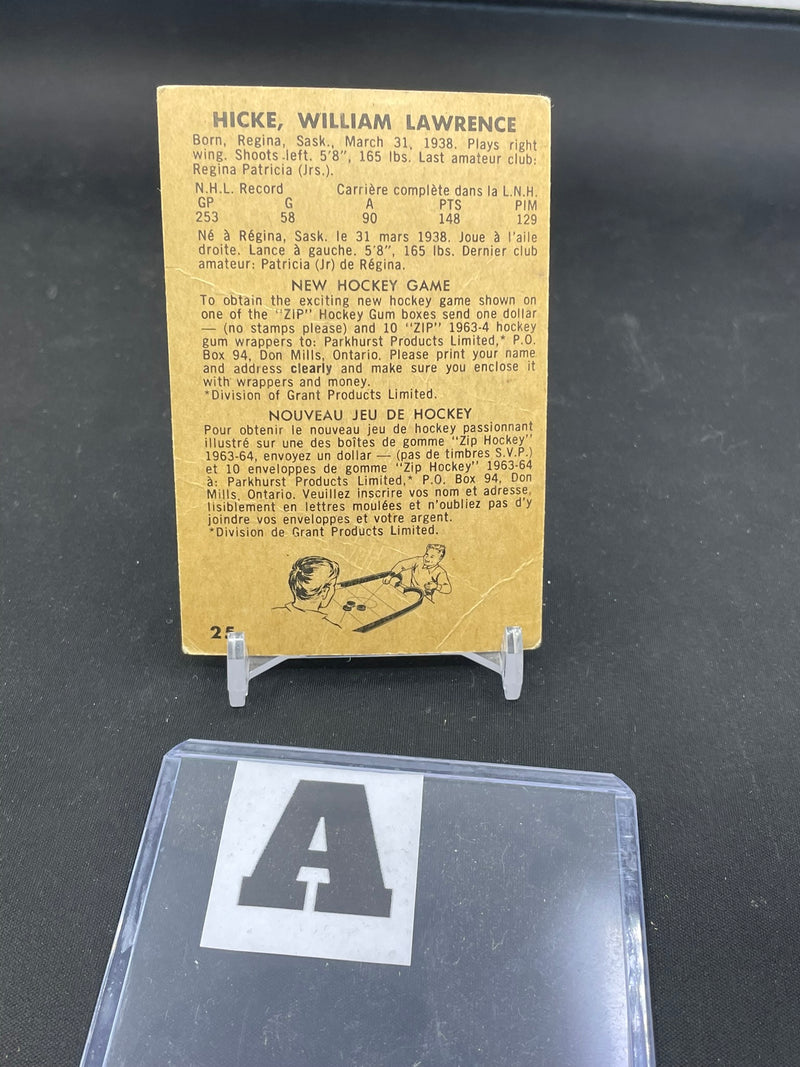 HICKE, WILLIAM LAWRENCE
Born, Regina, Sask., March 31, 1938. Plays right
wing. Shoots left. 5'8", 165 lbs. Last amateur club:
Regina Patricia (Jrs.).
N.H.L. Record Carrière complète dans la L.N.H.
GP G A PTS PIM
253 58 90 148 129
Né à Régina, Sask. le 31 mars 1938. Joue à l'aile
droite. Lance à gauche. 5'8", 165 lbs. Dernier club
amateur: Patricia (Jr) de Régina.
NEW HOCKEY GAME
To obtain the exciting new hockey game shown on
one of the "ZIP" Hockey Gum boxes send one dollar
— (no stamps please) and 10 "ZIP" 1963-4 hockey
gum wrappers to: Parkhurst Products Limited,* P.O.
Box 94, Don Mills, Ontario. Please print your name
and address clearly and make sure you enclose it
with wrappers and money.
*Division of Grant Products Limited.
NOUVEAU JEU DE HOCKEY
Pour obtenir le nouveau jeu de hockey passionnant
illustré sur une des boîtes de gomme "Zip Hockey"
1963-64, envoyez un dollar — (pas de timbres S.V.P.)
et 10 enveloppes de gomme "Zip Hockey" 1963-64
à: Parkhurst Products Limited,* P.O. Box 94, Don
Mills, Ontario. Veuillez inscrire vos nom et adresse,
lisiblement en lettres moulées et n'oubliez pas d'y
joindre vos enveloppes et votre argent.
*Division de Grant Products Limited.
25
A